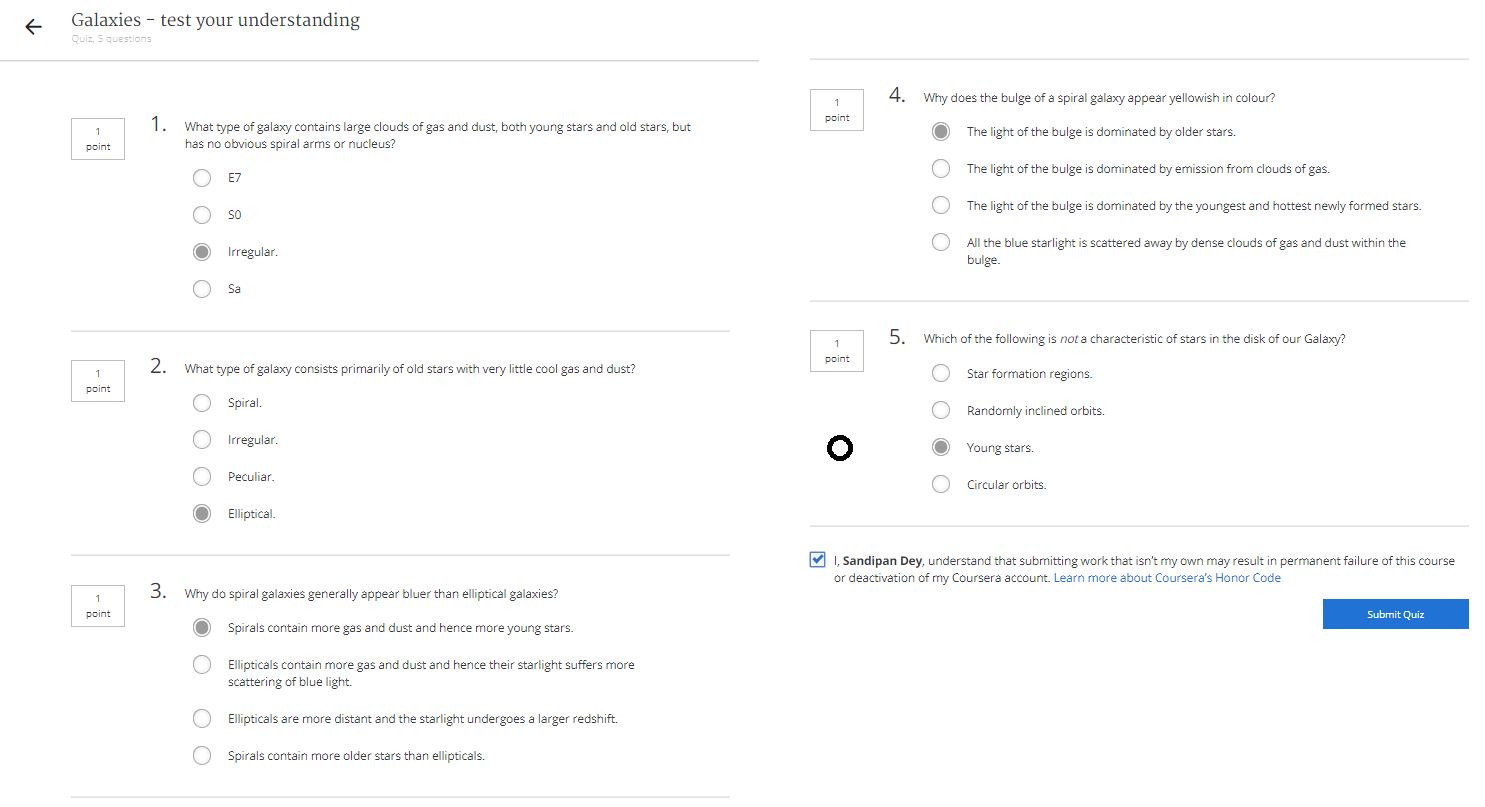 Galaxies – test your understanding
Quiz, 5 questions
1
point
1.
What type of galaxy contains large clouds of gas and dust, both young stars and old stars, but
has no obvious spiral arms or nucleus?
E7
S0
Irregular.
Sa
1
point
2.
What type of galaxy consists primarily of old stars with very little cool gas and dust?
Spiral.
Irregular.
Peculiar.
Elliptical.
1
point
3.
Why do spiral galaxies generally appear bluer than elliptical galaxies?
Spirals contain more gas and dust and hence more young stars.
Ellipticals contain more gas and dust and hence their starlight suffers more
scattering of blue light.
Ellipticals are more distant and the starlight undergoes a larger redshift.
Spirals contain more older stars than ellipticals.
1
point
4.
Why does the bulge of a spiral galaxy appear yellowish in colour?
The light of the bulge is dominated by older stars.
The light of the bulge is dominated by emission from clouds of gas.
The light of the bulge is dominated by the youngest and hottest newly formed stars.
All the blue starlight is scattered away by dense clouds of gas and dust within the
bulge.
1
point
5.
Which of the following is not a characteristic of stars in the disk of our Galaxy?
Star formation regions.
Randomly inclined orbits.
Young stars.
Circular orbits.
I, Sandipan Dey, understand that submitting work that isn't my own may result in permanent failure of this course
or deactivation of my Coursera account. Learn more about Coursera's Honor Code
Submit Quiz